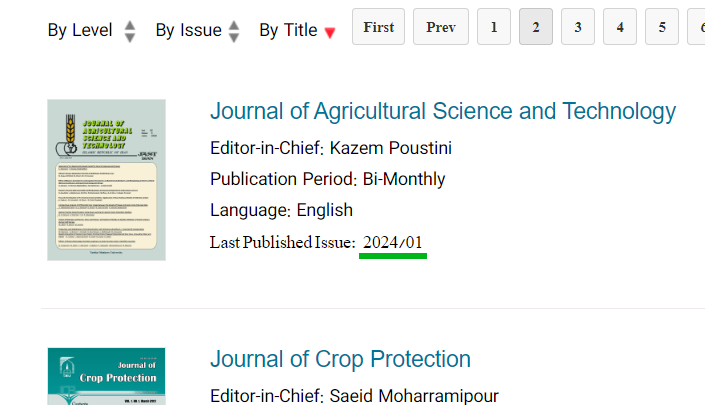 By Level By Issue By Title First Prev 1 2 3 4 5 6
JOURNAL OF
AGRICULTURAL
SCIENCE AND
TECHNOLOGY
Journal of Agricultural Science and Technology
Editor-in-Chief: Kazem Poustini
Publication Period: Bi-Monthly
Language: English
Last Published Issue: 2024/01
Journal of
Crop Protection
Journal of Crop Protection
Editor-in-Chief: Saeid Moharramipour